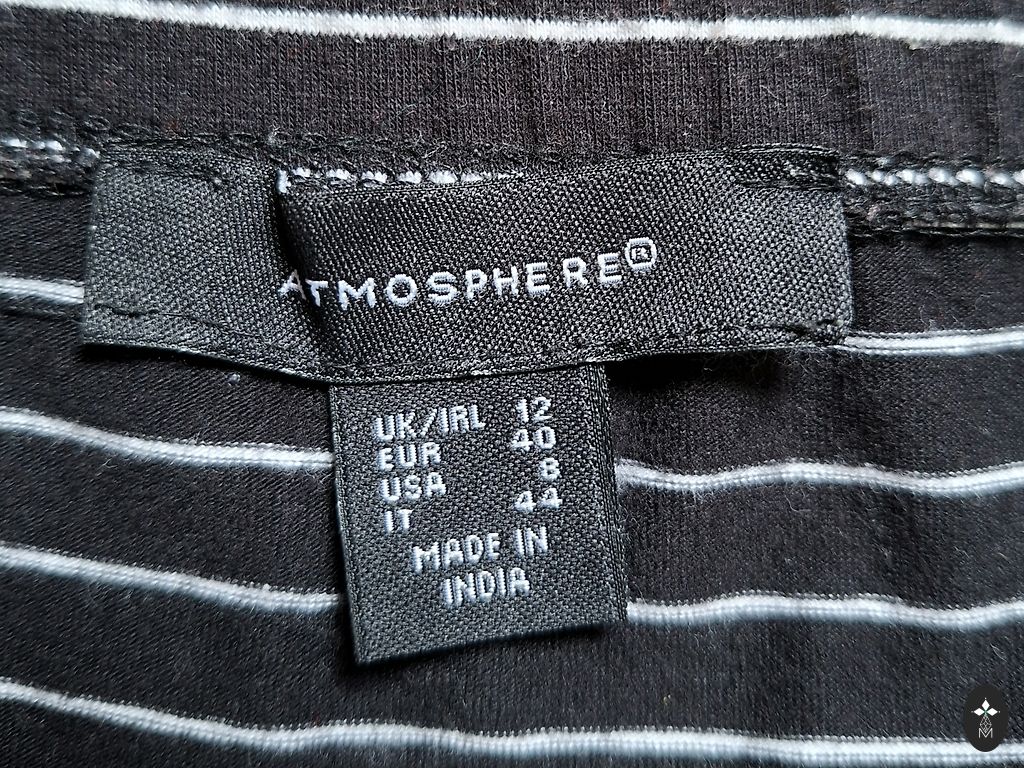 ATMOSPHERE®
UK/IRL 12
EUR 40
USA 8
IT 44
MADE IN
INDIA